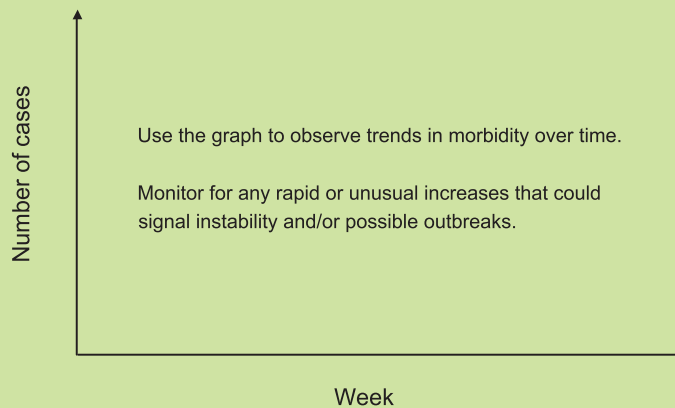 Number of cases
Use the graph to observe trends in morbidity over time.
Monitor for any rapid or unusual increases that could
signal instability and/or possible outbreaks.
Week